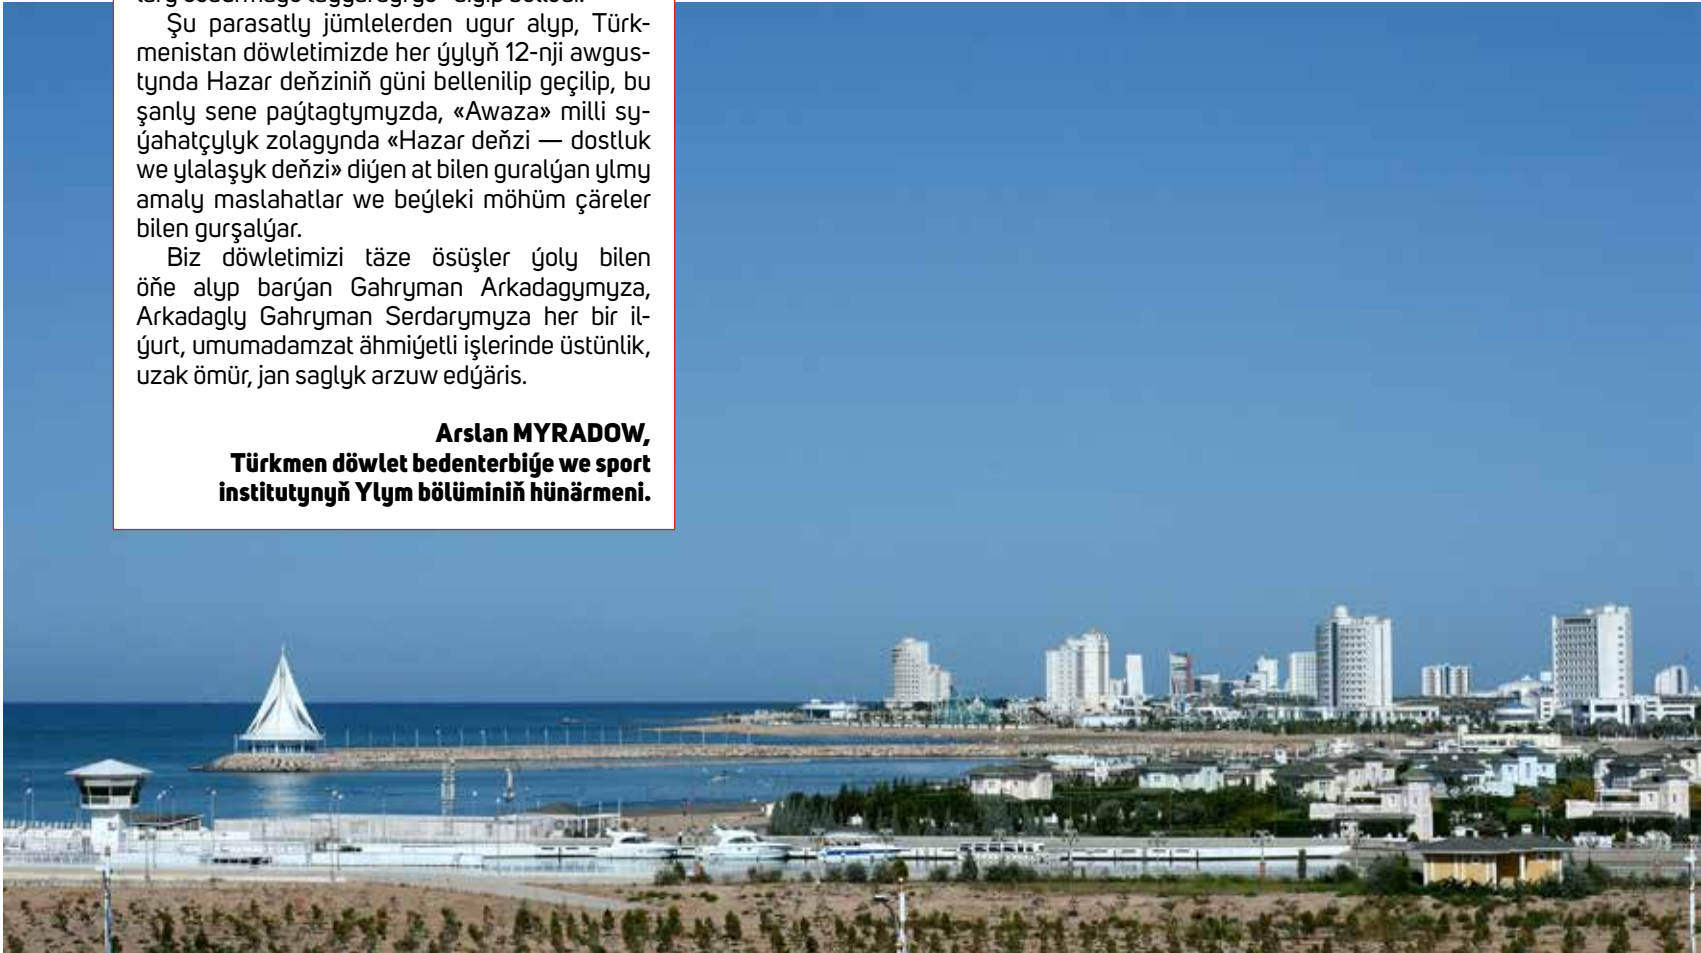 Şu parasatly jümlelerden ugur alyp, Türk-
menistan döwletimizde her ýylyň 12-nji awgus-
tynda Hazar deňziniň güni bellenilip geçilip, bu
şanly sene paýtagtymyzda, «Awaza» milli sy-
ýahatçylyk zolagynda «Hazar deňzi — dostluk
we ylalaşyk deňzi» diýen at bilen guralýan ylmy
amaly maslahatlar we beýleki möhüm çäreler
bilen gurşalýar.
Biz döwletimizi täze ösüşler ýoly bilen
öňe alyp barýan Gahryman Arkadagymyza,
Arkadagly Gahryman Serdarymyza her bir il-
ýurt, umumadamzat ähmiýetli işlerinde üstünlik,
uzak ömür, jan saglyk arzuw edýäris.
Arslan MYRADOW,
Türkmen döwlet bedenterbiýe we sport
institutynyň Ylym bölüminiň hünärmeni.